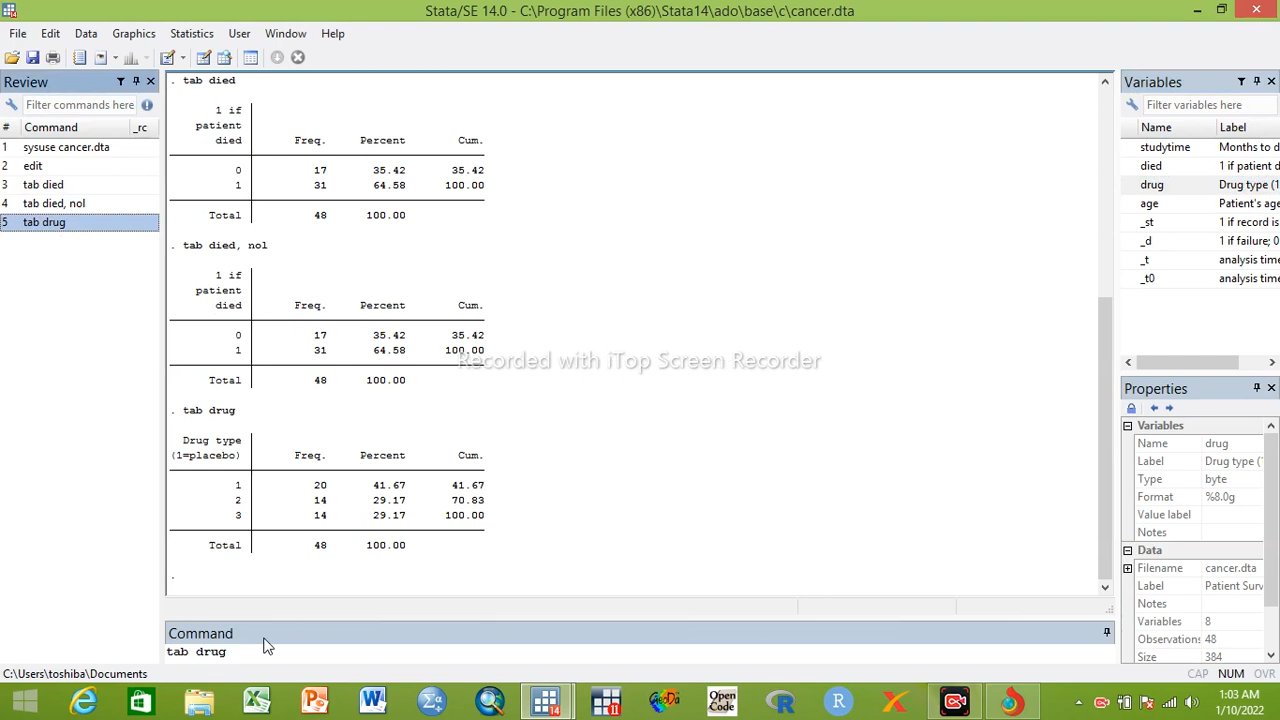 Stata/SE 14.0 - C:\Program Files (x86)\Stata14\ado\base\c\cancer.dta
File Edit Data Graphics Statistics User Window Help
Review
Filter commands here
# Command _rc
1 sysuse cancer.dta
2 edit
3 tab died
4 tab died, nol
5 tab drug
. tab died
1 if
patient
died Freq. Percent Cum.
0 17 35.42 35.42
1 31 64.58 100.00
Total 48 100.00
. tab died, nol
1 if
patient
died Freq. Percent Cum.
0 17 35.42 35.42
1 31 64.58 100.00
Total 48 100.00
Recorded with iTop Screen Recorder
. tab drug
Drug type
(1=placebo) Freq. Percent Cum.
1 20 41.67 41.67
2 14 29.17 70.83
3 14 29.17 100.00
Total 48 100.00
.
Command
tab drug
Variables
Filter variables here
Name Label
studytime Months to d
died 1 if patient d
drug Drug type (1
age Patient's age
_st 1 if record is
_d 1 if failure; 0
_t analysis time
_t0 analysis time
Properties
Variables
Name drug
Label Drug type (
Type byte
Format %8.0g
Value label
Notes
Data
Filename cancer.dta
Label Patient Surv
Notes
Variables 8
Observations 48
Size 384
C:\Users\toshiba\Documents
CAP NUM OVR
14
11
GeoDa
Open
Code
R
R
1:03 AM
1/10/2022